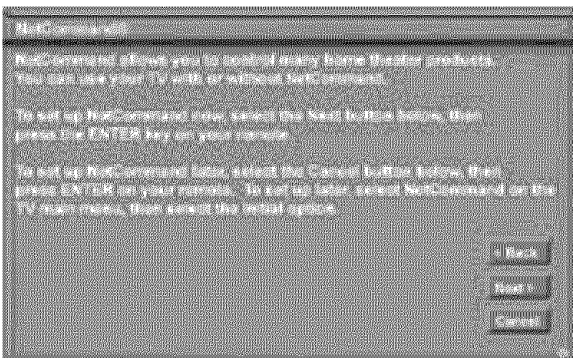 NetCommand®
NetCommand allows you to control many home theater products.
You can use your TV with or without NetCommand.
To set up NetCommand now, select the Next button below, then
press the ENTER key on your remote.
To set up NetCommand later, select the Cancel button below, then
press ENTER on your remote. To set up later, select NetCommand on the
TV main menu, then select the Initial option.
< Back
Next >
Cancel